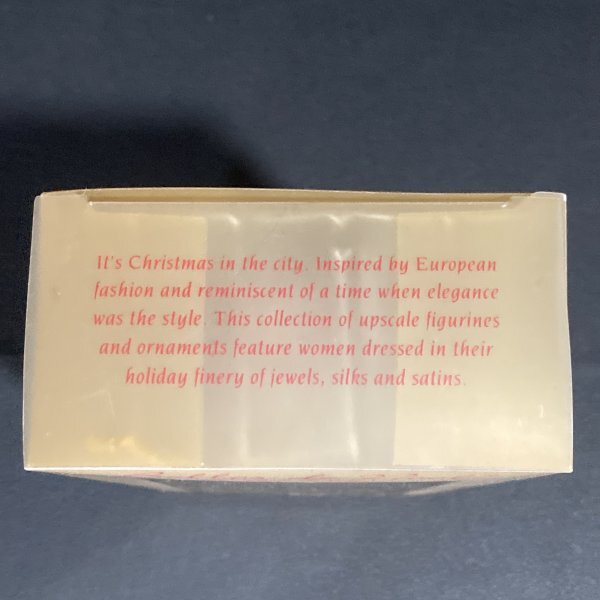 It's Christmas in the city. Inspired by European
fashion and reminiscent of a time when elegance
was the style. This collection of upscale figurines
and ornaments feature women dressed in their
holiday finery of jewels, silks and satins.